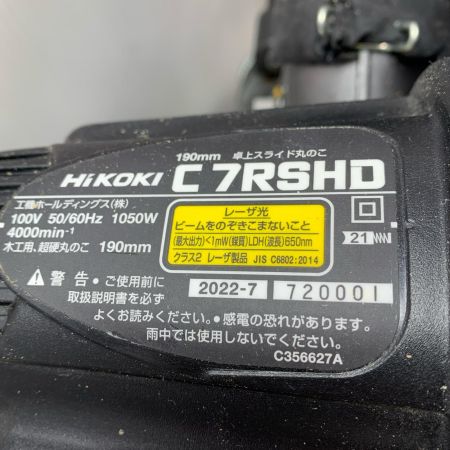 190mm 卓上スライド丸のこ
HiKOKI C 7RSHD
工機ホールディングス(株)
100V 50/60Hz 1050W
4000min⁻¹
木工用、超硬丸のこ 190mm
レーザ光
ビームをのぞきこまないこと
(最大出力)<1mW(媒質)LDH(波長)650nm
クラス2 レーザ製品 JIS C6802:2014
21
警告・ご使用前に
取扱説明書を必ず
よくお読みください。・感電の恐れがあります。
雨中では使用しないでください。
2022-7 720001
C356627A